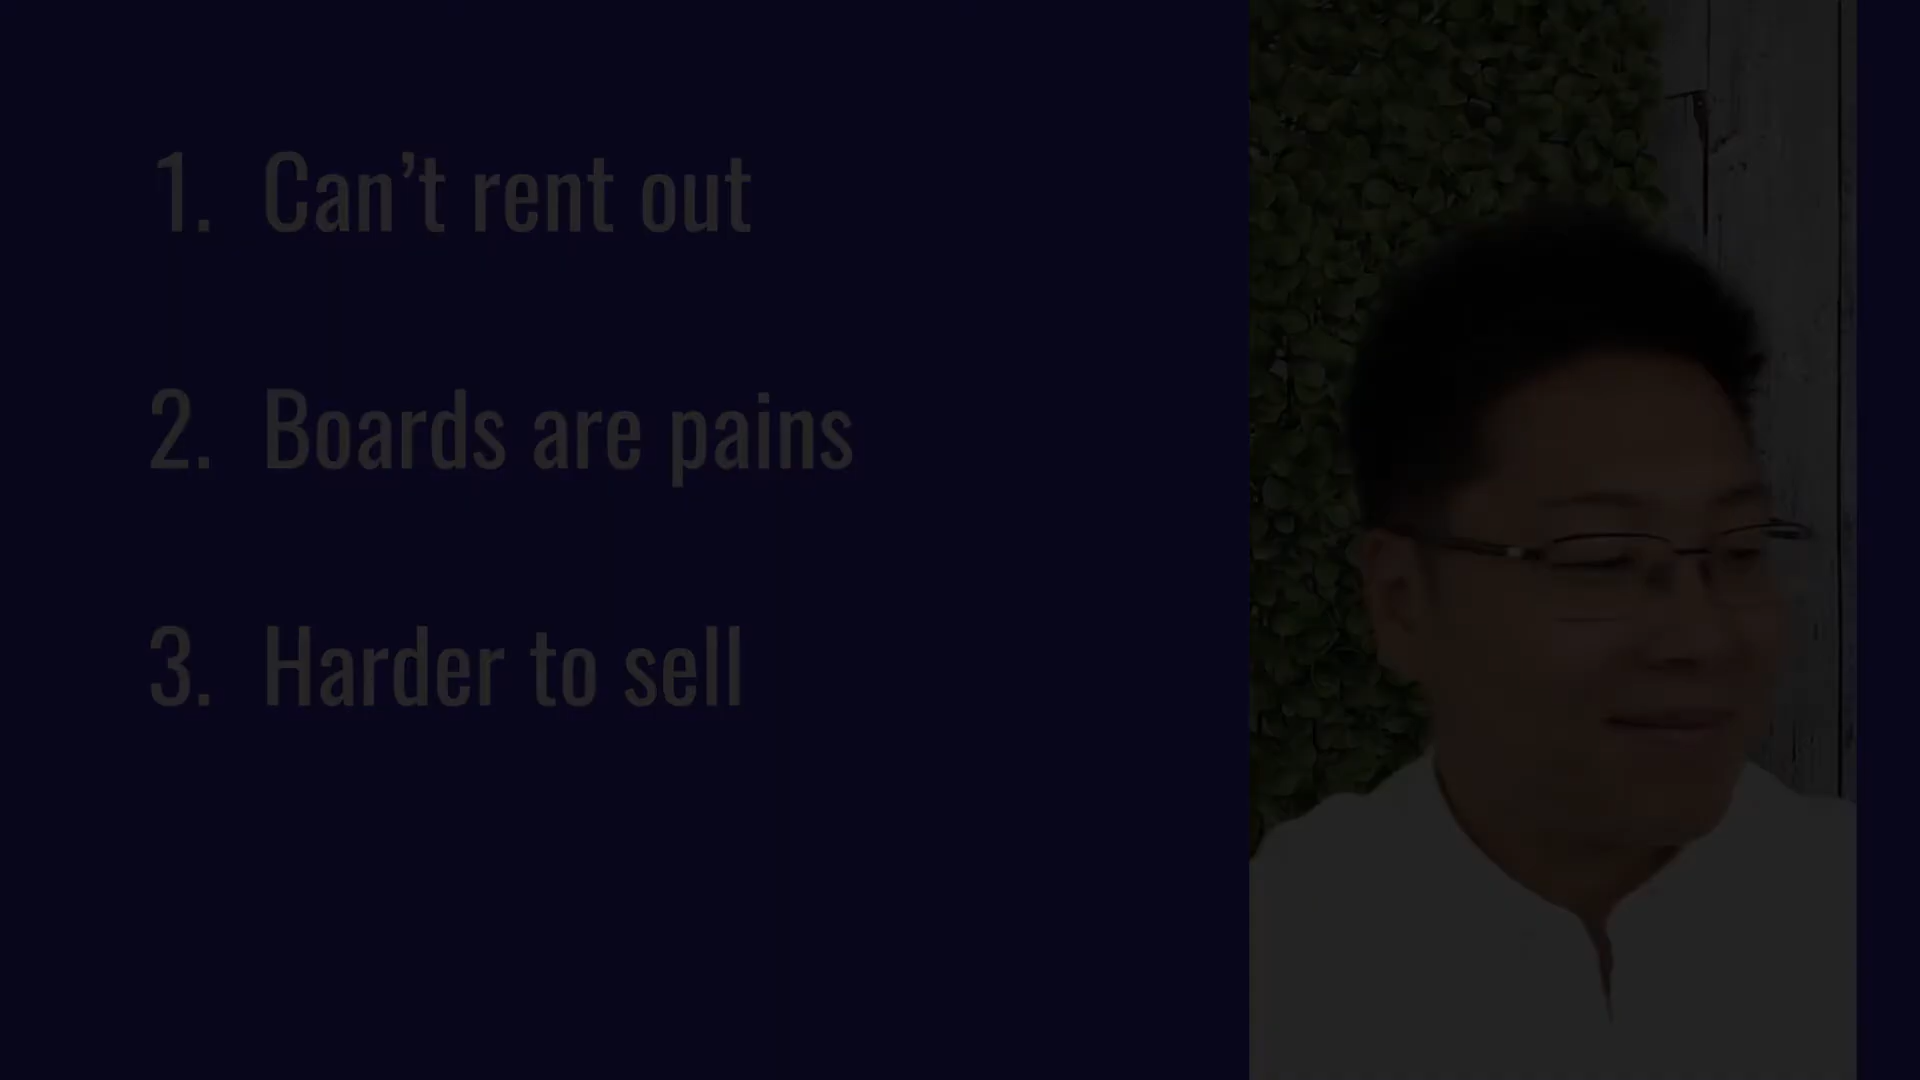 1. Can’t rent out
2. Boards are pains
3. Harder to sell